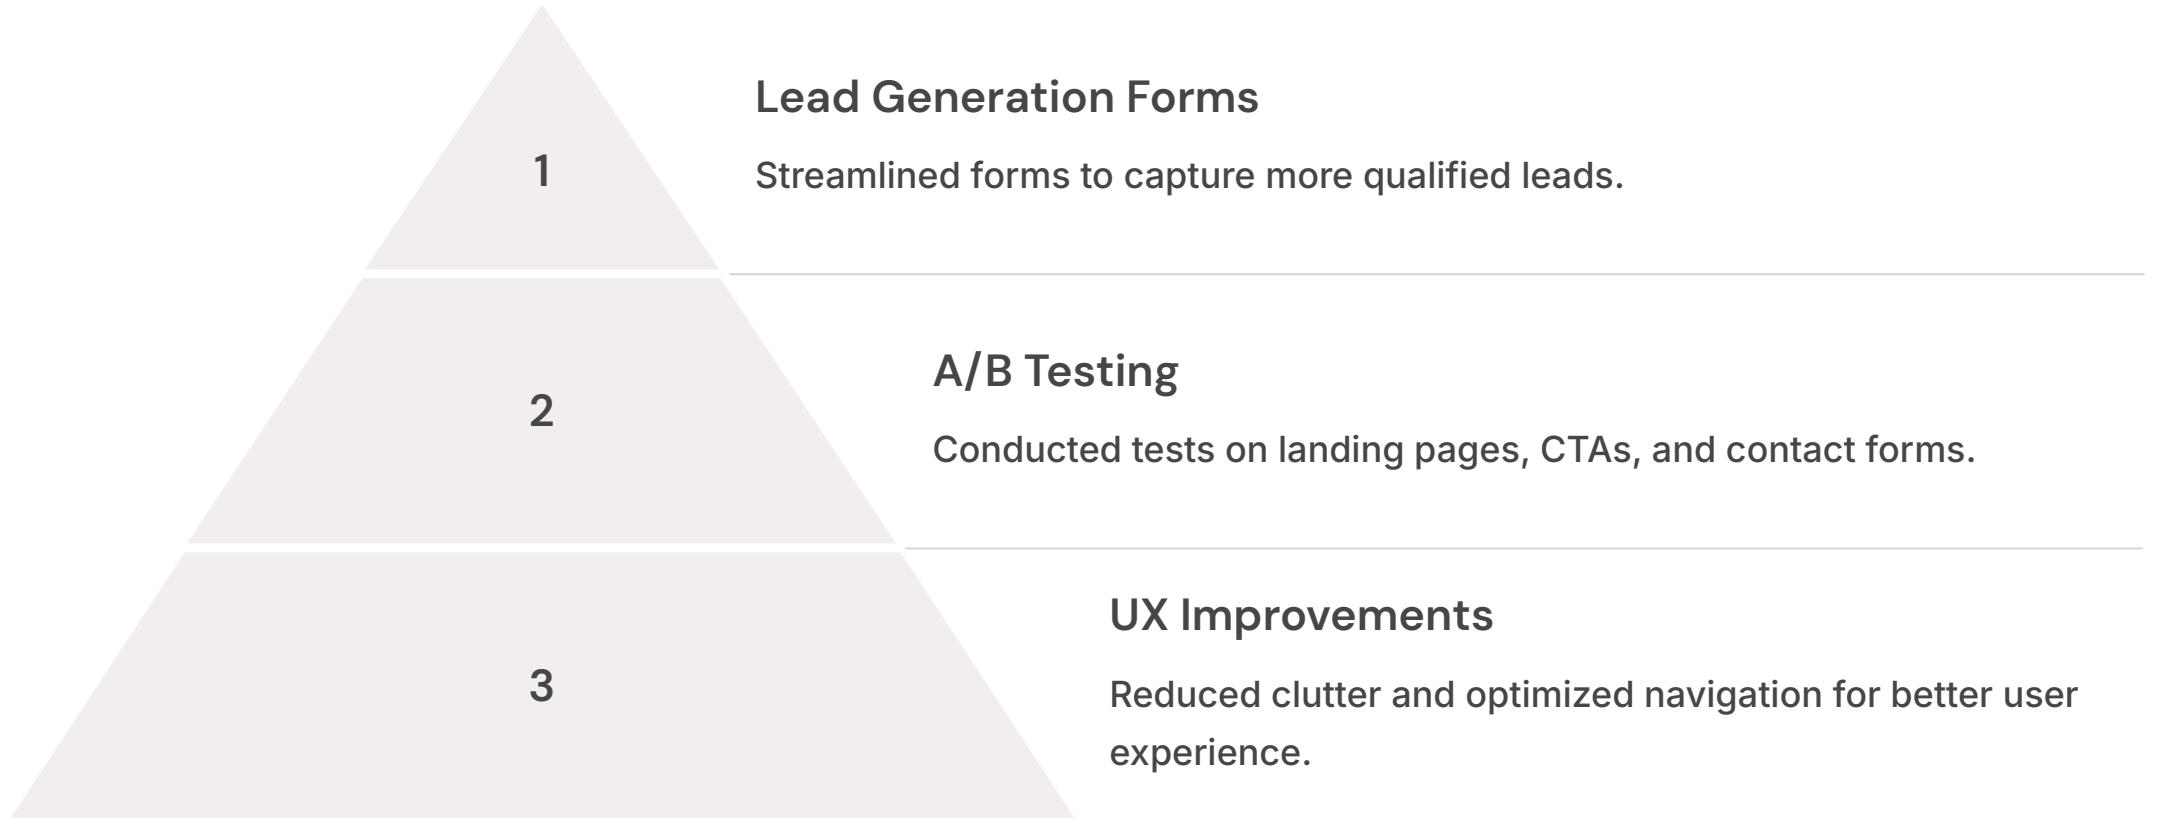 1
Lead Generation Forms
Streamlined forms to capture more qualified leads.
2
A/B Testing
Conducted tests on landing pages, CTAs, and contact forms.
3
UX Improvements
Reduced clutter and optimized navigation for better user
experience.